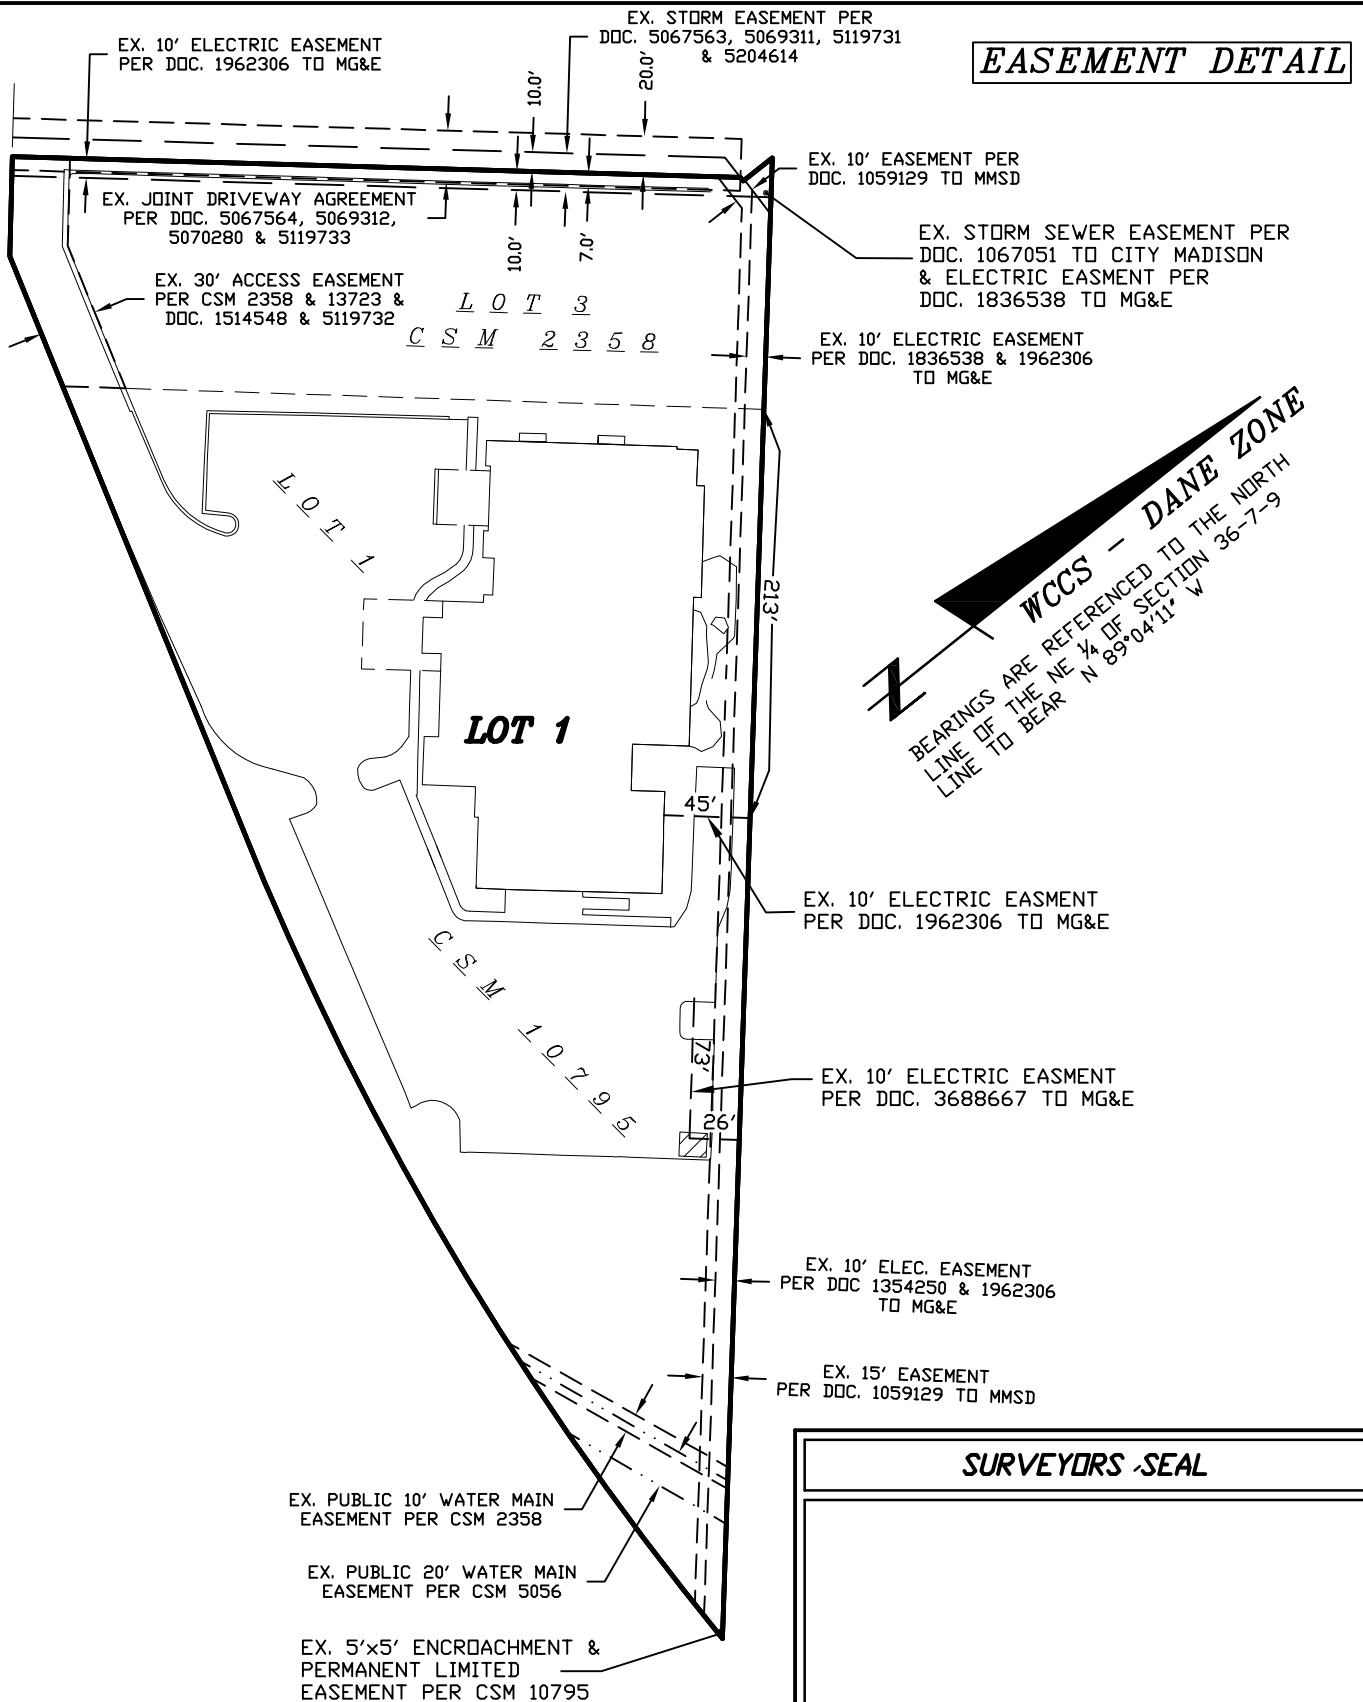 EX. STORM EASEMENT PER
DOC. 5067563, 5069311, 5119731
& 5204614
EX. 10' ELECTRIC EASEMENT
PER DOC. 1962306 TO MG&E
EASEMENT DETAIL
10.0'
20.0'
EX. 10' EASEMENT PER
DOC. 1059129 TO MMSD
EX. JOINT DRIVEWAY AGREEMENT
PER DOC. 5067564, 5069312,
5070280 & 5119733
10.0'
7.0'
EX. STORM SEWER EASEMENT PER
DOC. 1067051 TO CITY MADISON
& ELECTRIC EASMENT PER
DOC. 1836538 TO MG&E
EX. 30' ACCESS EASEMENT
PER CSM 2358 & 13723 &
DOC. 1514548 & 5119732
LOT 3
CSM 2358
EX. 10' ELECTRIC EASEMENT
PER DOC. 1836538 & 1962306
TO MG&E
WCCS - DANE ZONE
BEARINGS ARE REFERENCED TO THE NORTH
LINE OF THE NE ¼ OF SECTION 36-7-9
LINE TO BEAR N 89°04'11" W
N
LOT 1
213'
LOT 1
45'
EX. 10' ELECTRIC EASMENT
PER DOC. 1962306 TO MG&E
CSM 10795
73'
EX. 10' ELECTRIC EASMENT
PER DOC. 3688667 TO MG&E
26'
EX. 10' ELEC. EASEMENT
PER DOC 1354250 & 1962306
TO MG&E
EX. 15' EASEMENT
PER DOC. 1059129 TO MMSD
SURVEYORS SEAL
EX. PUBLIC 10' WATER MAIN
EASEMENT PER CSM 2358
EX. PUBLIC 20' WATER MAIN
EASEMENT PER CSM 5056
EX. 5'x5' ENCROACHMENT &
PERMANENT LIMITED
EASEMENT PER CSM 10795